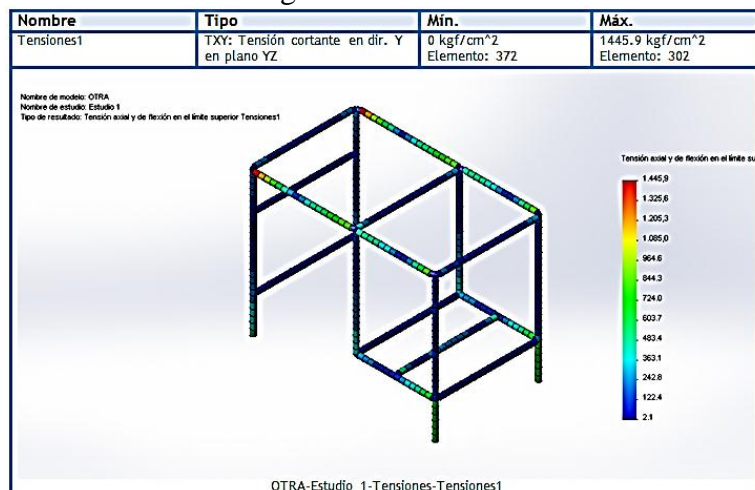 Nombre Tipo Mín. Máx.
Tensiones1 TXY: Tensión cortante en dir. Y 0 kgf/cm^2 1445.9 kgf/cm^2
en plano YZ Elemento: 372 Elemento: 302
Nombre de modelo: OTRA
Nombre de estudio: Estudio 1
Tipo de resultado: Tensión axial y de flexión en el límite superior Tensiones1
Tensión axial y de flexión en el límite su
1.445,9
1.325,6
1.205,3
1.085,0
964.6
844.3
724.0
603.7
483.4
363.1
242.8
122.4
2.1
OTRA-Estudio 1-Tensiones-Tensiones1